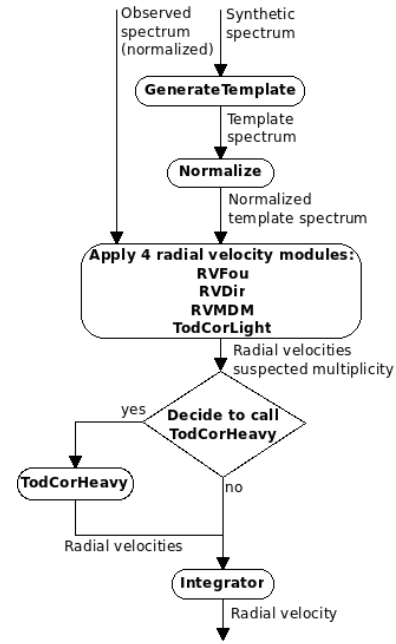 Observed
spectrum
(normalized)
Synthetic
spectrum
GenerateTemplate
Template
spectrum
Normalize
Normalized
template spectrum
Apply 4 radial velocity modules:
RVFou
RVDir
RVMDM
TodCorLight
Radial velocities
suspected multiplicity
yes
Decide to call
TodCorHeavy
TodCorHeavy
no
Radial velocities
Integrator
Radial velocity